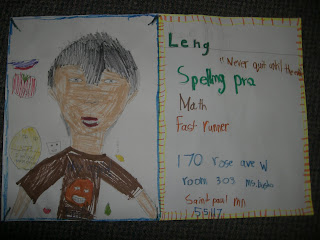 Leng
"Never quit until the
Spelling pro
Math
Fast runner
170 rose ave W
room 303 Ms.
Saint paul mn
55117